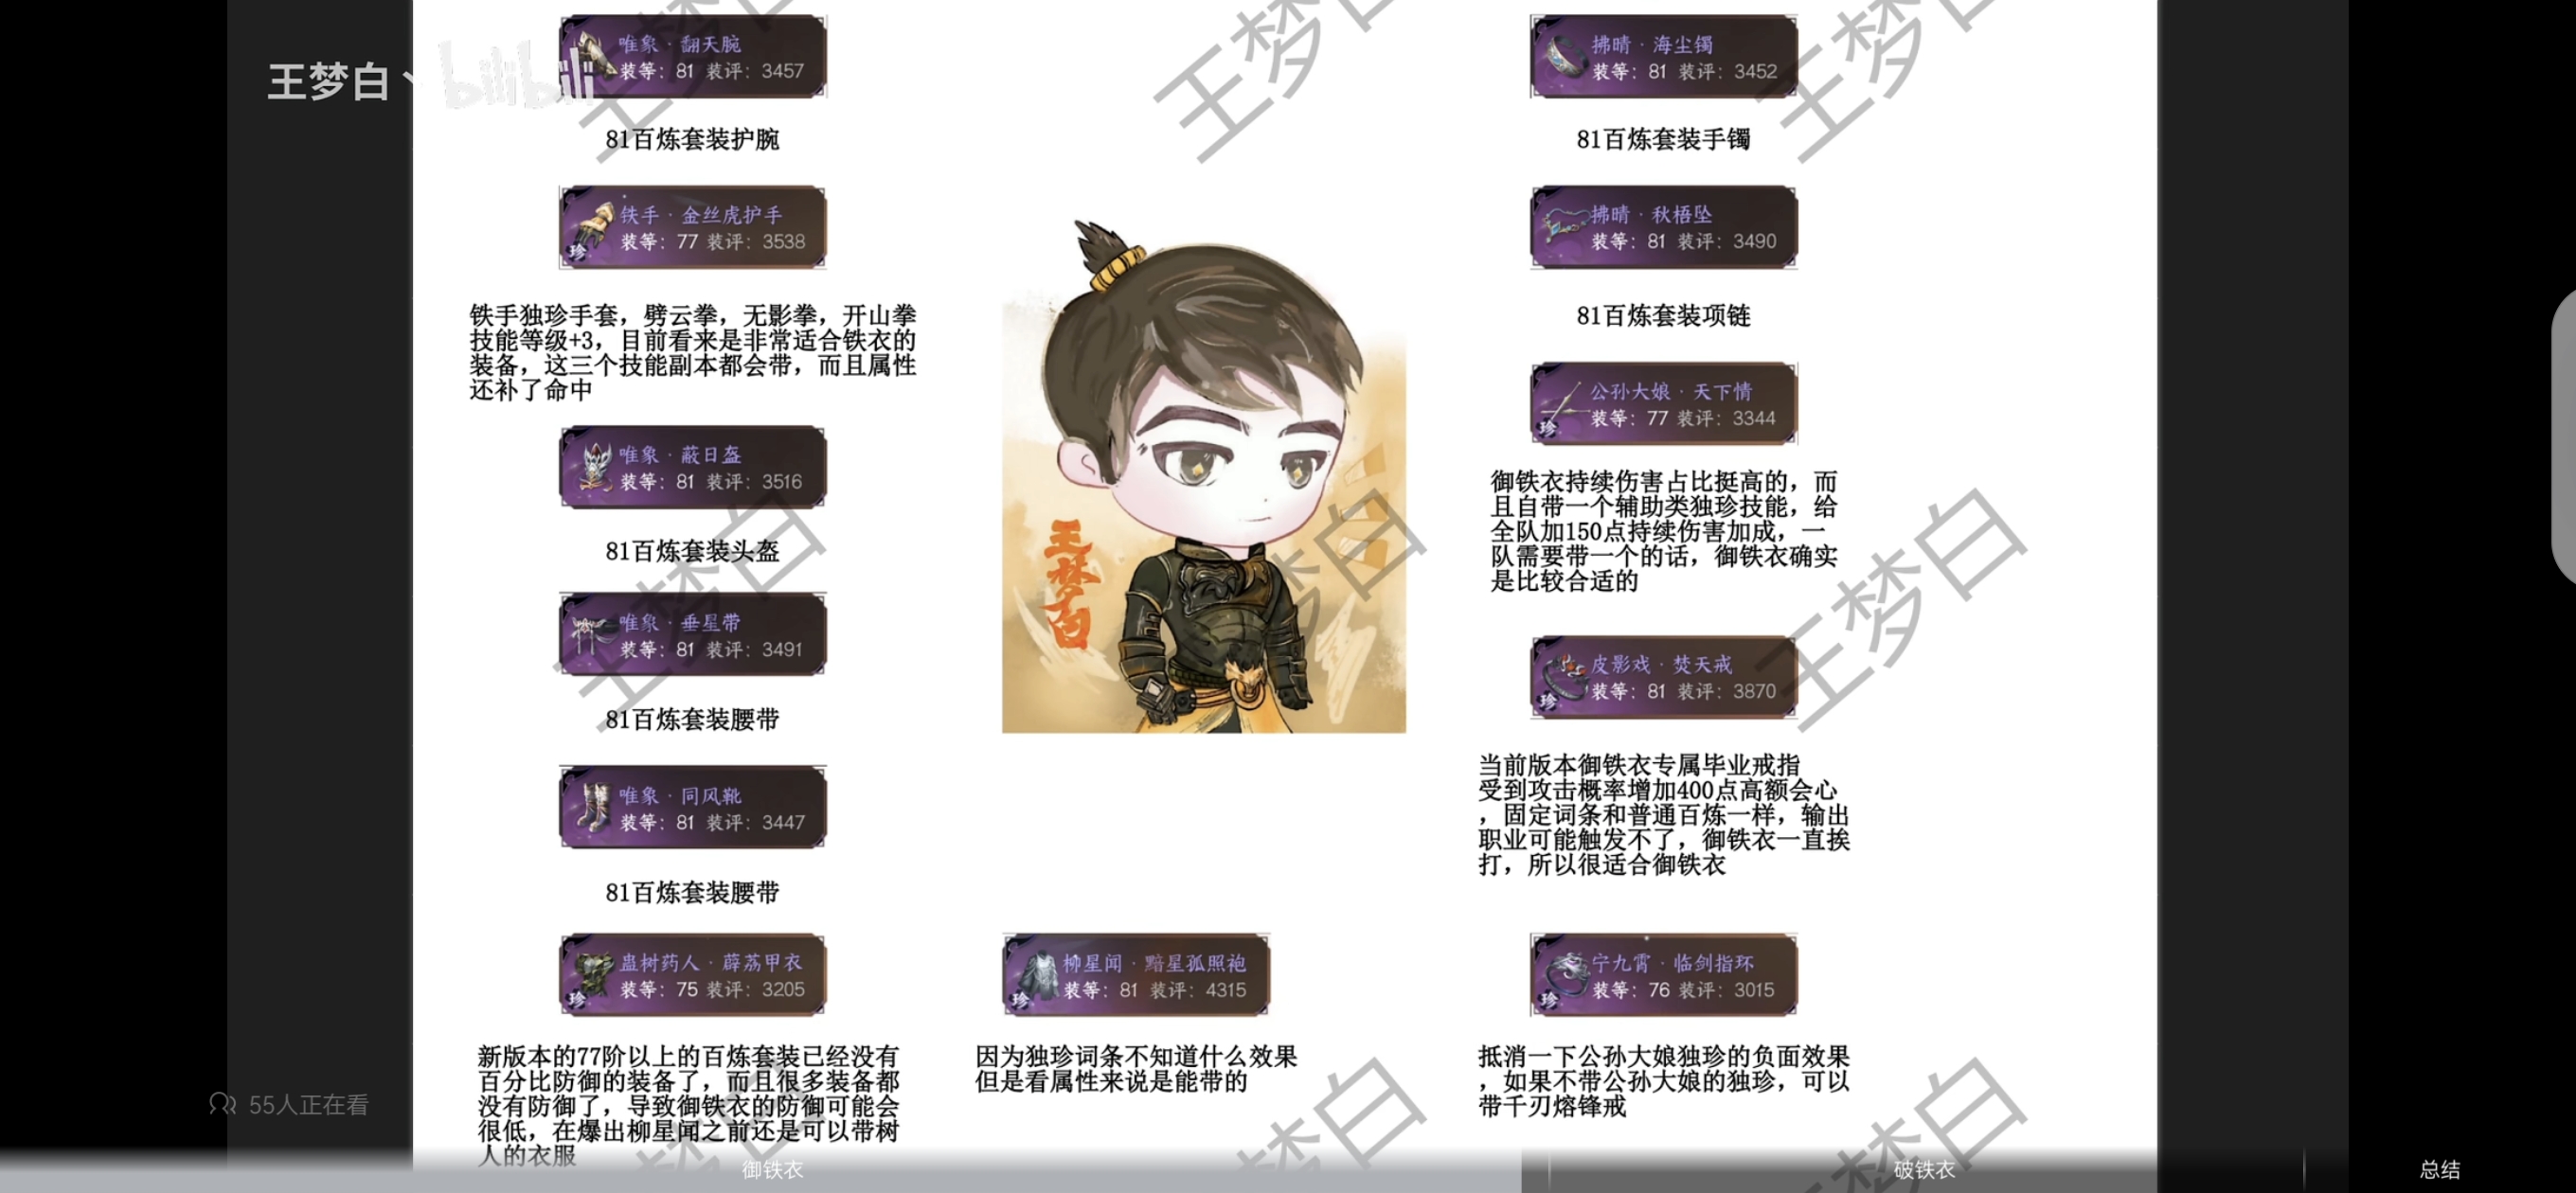 王梦白丶 bilibili
唯象 · 翻天腕
装等：81 装评：3457
81百炼套装护腕
铁手 · 金丝虎护手
装等：77 装评：3538
珍
铁手独珍手套，劈云拳，无影拳，开山拳
技能等级+3，目前看来是非常适合铁衣的
装备，这三个技能副本都会带，而且属性
还补了命中
唯象 · 蔽日盔
装等：81 装评：3516
81百炼套装头盔
唯象 · 垂星带
装等：81 装评：3491
81百炼套装腰带
唯象 · 同风靴
装等：81 装评：3447
81百炼套装腰带
蛊树药人 · 薜荔甲衣
装等：75 装评：3205
珍
新版本的77阶以上的百炼套装已经没有
百分比防御的装备了，而且很多装备都
没有防御了，导致御铁衣的防御可能会
很低，在爆出柳星闻之前还是可以带树
人的衣服
王梦白
柳星闻 · 黯星孤照袍
装等：81 装评：4315
珍
因为独珍词条不知道什么效果
但是看属性来说是能带的
拂晴 · 海尘镯
装等：81 装评：3452
81百炼套装手镯
拂晴 · 秋梧坠
装等：81 装评：3490
81百炼套装项链
公孙大娘 · 天下情
装等：77 装评：3344
珍
御铁衣持续伤害占比挺高的，而
且自带一个辅助类独珍技能，给
全队加150点持续伤害加成，一
队需要带一个的话，御铁衣确实
是比较合适的
皮影戏 · 焚天戒
装等：81 装评：3870
珍
当前版本御铁衣专属毕业戒指
受到攻击概率增加400点高额会心
，固定词条和普通百炼一样，输出
职业可能触发不了，御铁衣一直挨
打，所以很适合御铁衣
宁九霄 · 临剑指环
装等：76 装评：3015
珍
抵消一下公孙大娘独珍的负面效果
，如果不带公孙大娘的独珍，可以
带千刃熔锋戒
王梦白
王梦白
王梦白
王梦白
王梦白
王梦白
王梦白
王梦白
王梦白
55人正在看
御铁衣
破铁衣
总结